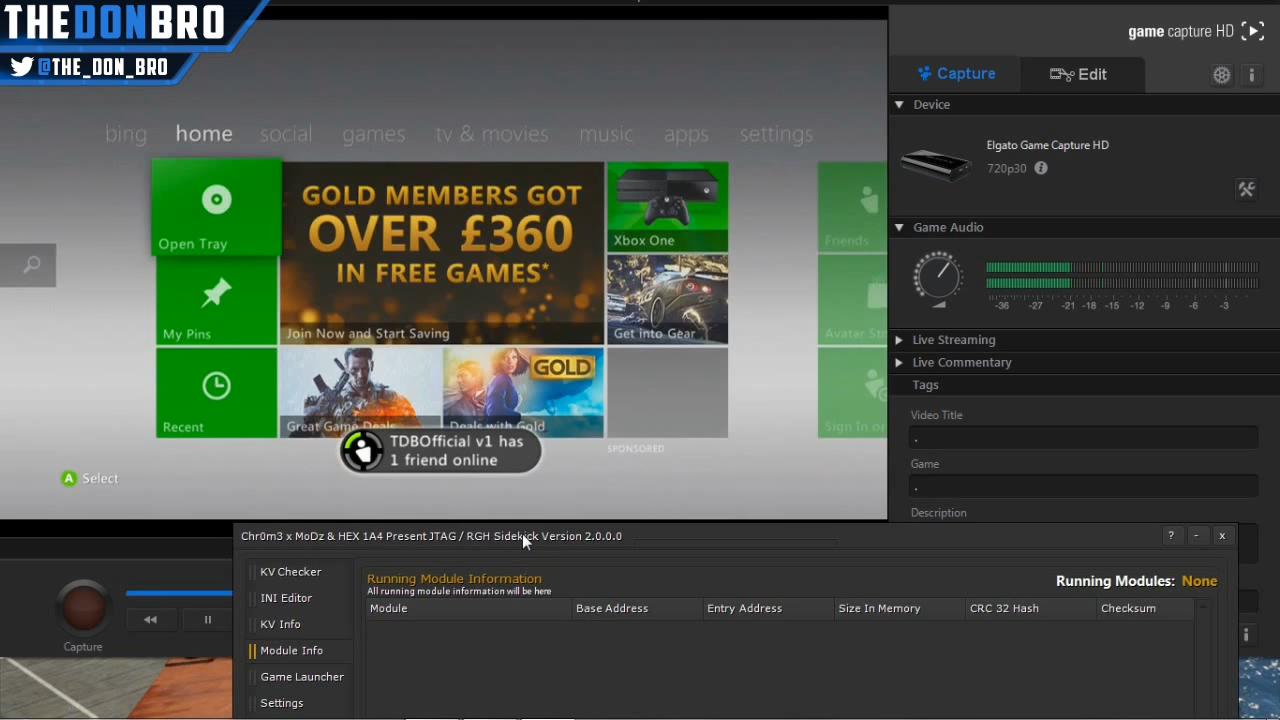 THEDONBRO
@THE_DON_BRO
game capture HD
Capture
Edit
Device
Elgato Game Capture HD
720p30
Game Audio
-36 -27 -21 -18 -15 -12 -9 -6 -3
Live Streaming
Live Commentary
Tags
Video Title
.
Game
.
Description
bing home social games tv & movies music apps settings
Open Tray
My Pins
Recent
GOLD MEMBERS GOT
OVER £360
IN FREE GAMES*
Join Now and Start Saving
Xbox One
Get into Gear
Great Game Deals
GOLD
Deals with Gold
Friends
Avatar St
Sign In or
SPONSORED
TDBOfficial v1 has
1 friend online
A Select
Chr0m3 x MoDz & HEX 1A4 Present JTAG / RGH Sidekick Version 2.0.0.0
? - x
KV Checker
INI Editor
KV Info
Module Info
Game Launcher
Settings
Running Module Information
All running module information will be here
Running Modules: None
Module Base Address Entry Address Size In Memory CRC 32 Hash Checksum
Capture